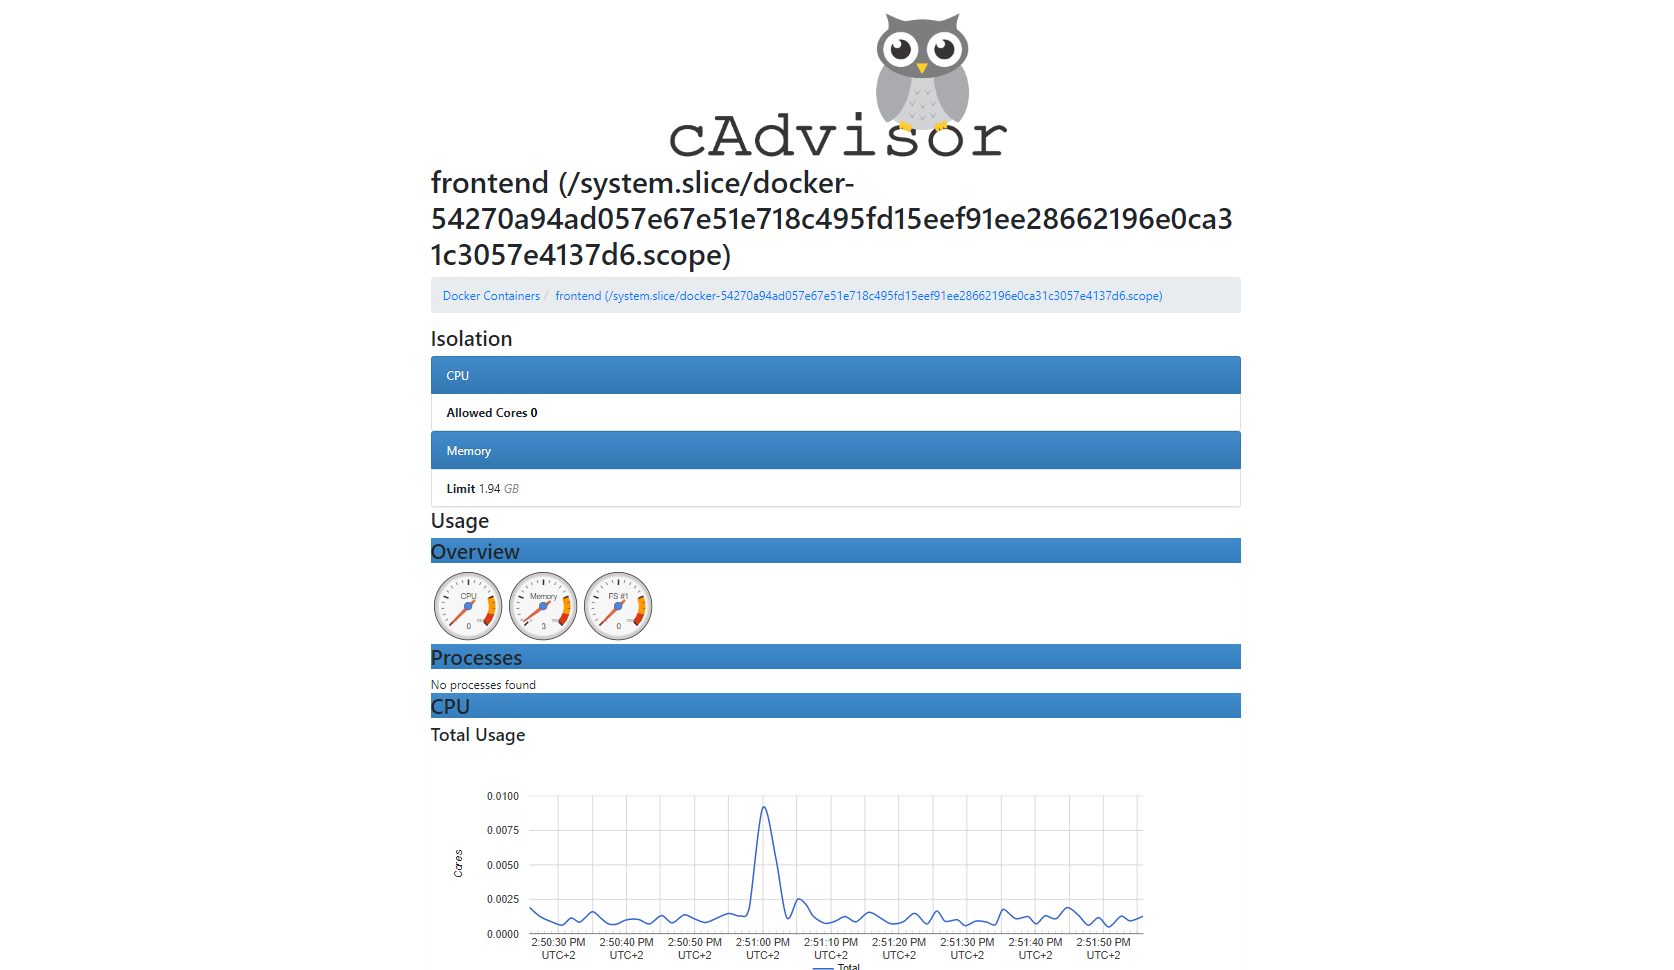 cAdvisor
frontend (/system.slice/docker-
54270a94ad057e67e51e718c495fd15eef91ee28662196e0ca3
1c3057e4137d6.scope)
Docker Containers / frontend (/system.slice/docker-54270a94ad057e67e51e718c495fd15eef91ee28662196e0ca31c3057e4137d6.scope)
Isolation
CPU
Allowed Cores 0
Memory
Limit 1.94 GB
Usage
Overview
CPU Memory FS #1
0 3 0
Processes
No processes found
CPU
Total Usage
0.0100
0.0075
0.0050
0.0025
0.0000
Cores
2:50:30 PM 2:50:40 PM 2:50:50 PM 2:51:00 PM 2:51:10 PM 2:51:20 PM 2:51:30 PM 2:51:40 PM 2:51:50 PM
UTC+2 UTC+2 UTC+2 UTC+2 UTC+2 UTC+2 UTC+2 UTC+2 UTC+2
Total